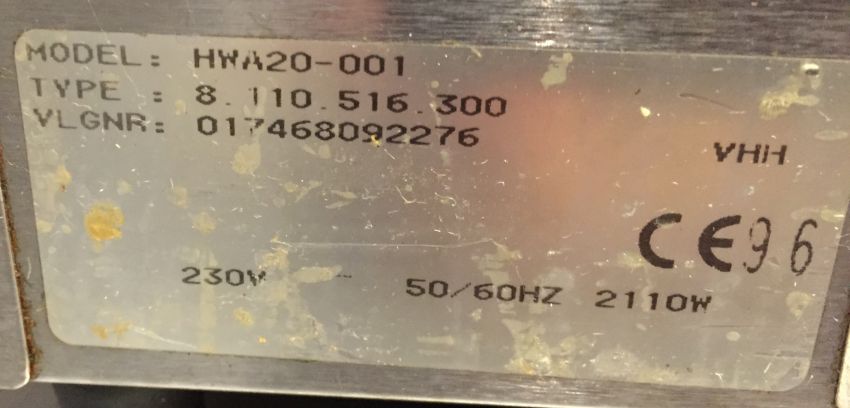 MODEL: HWA20-001
TYPE : 8.110.516.300
VLGNR: 017468092276
VHH
CE96
230V ~ 50/60HZ 2110W